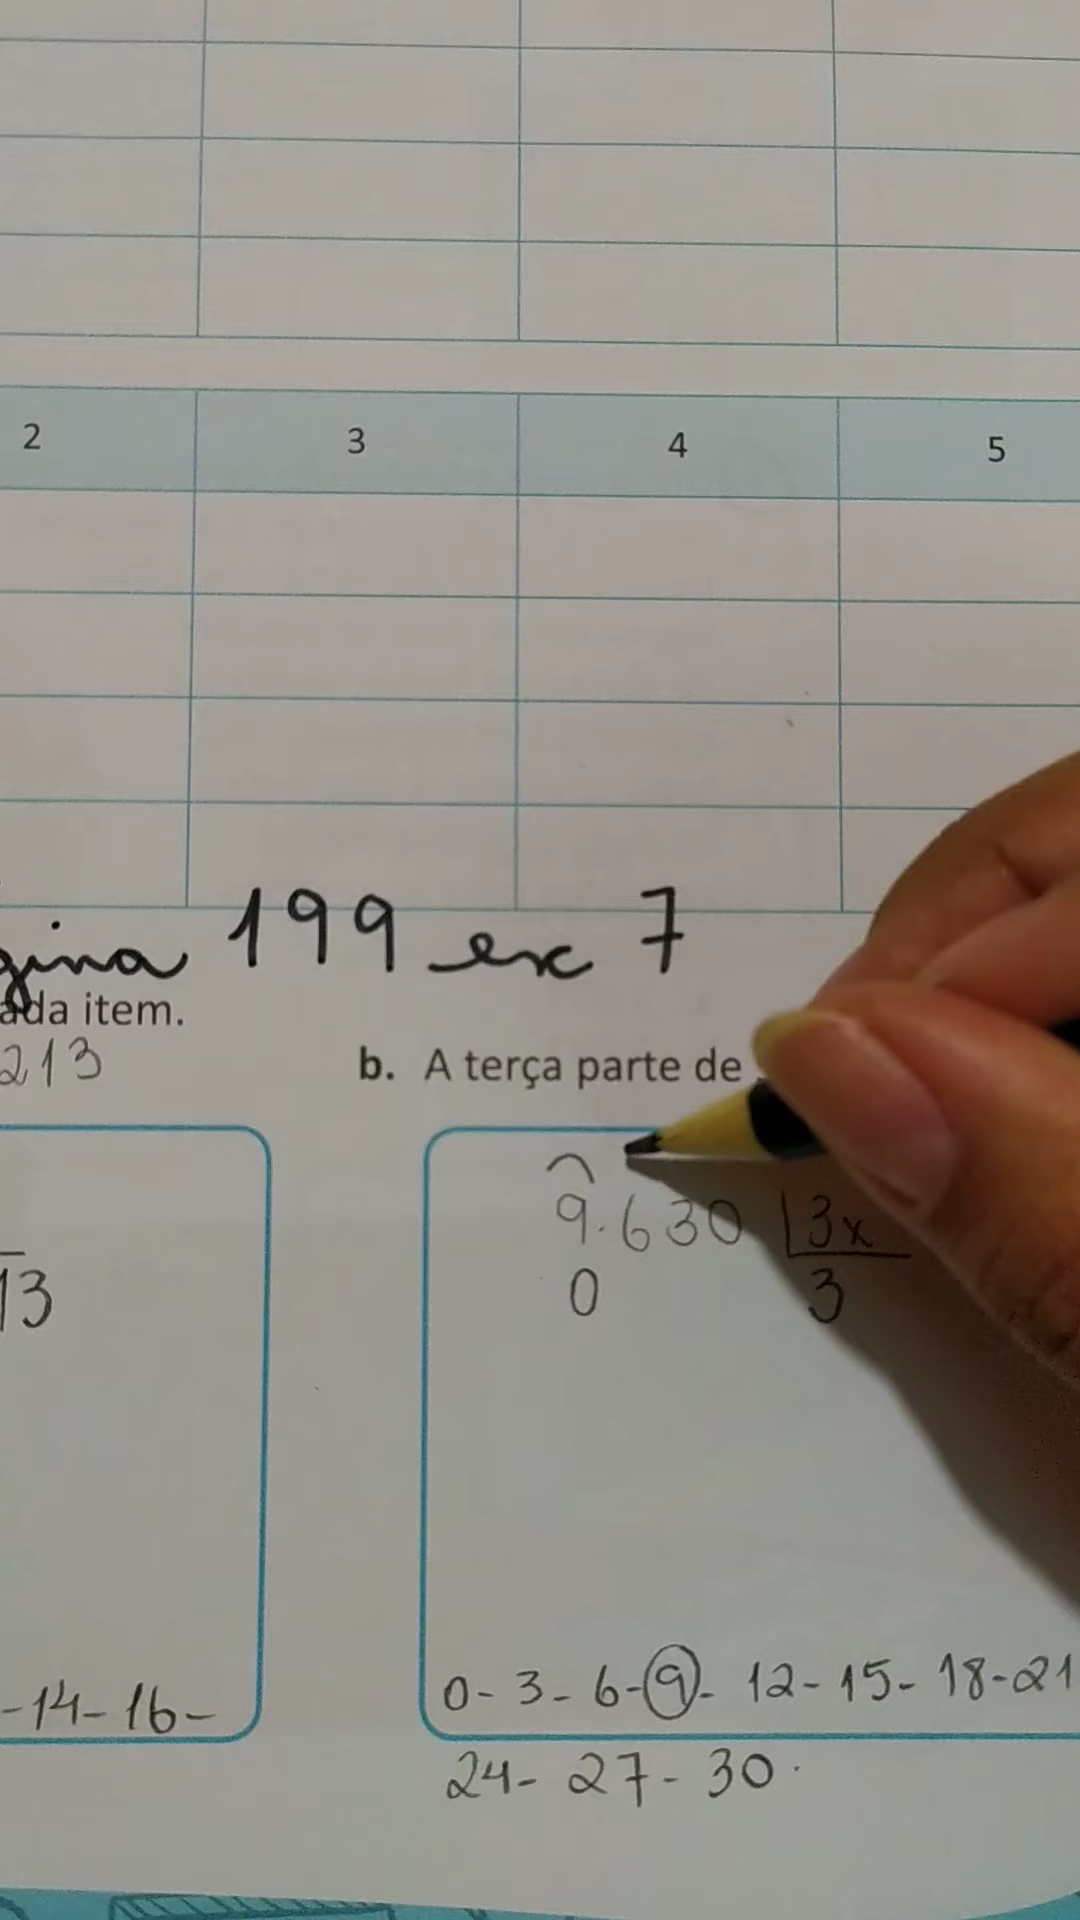 2 3 4 5
gina 199 ex 7
ada item.
213
b. A terça parte de
9.630 3x
13
0 3
0-3-6-9-12-15-18-21
-14-16-
24-27-30.